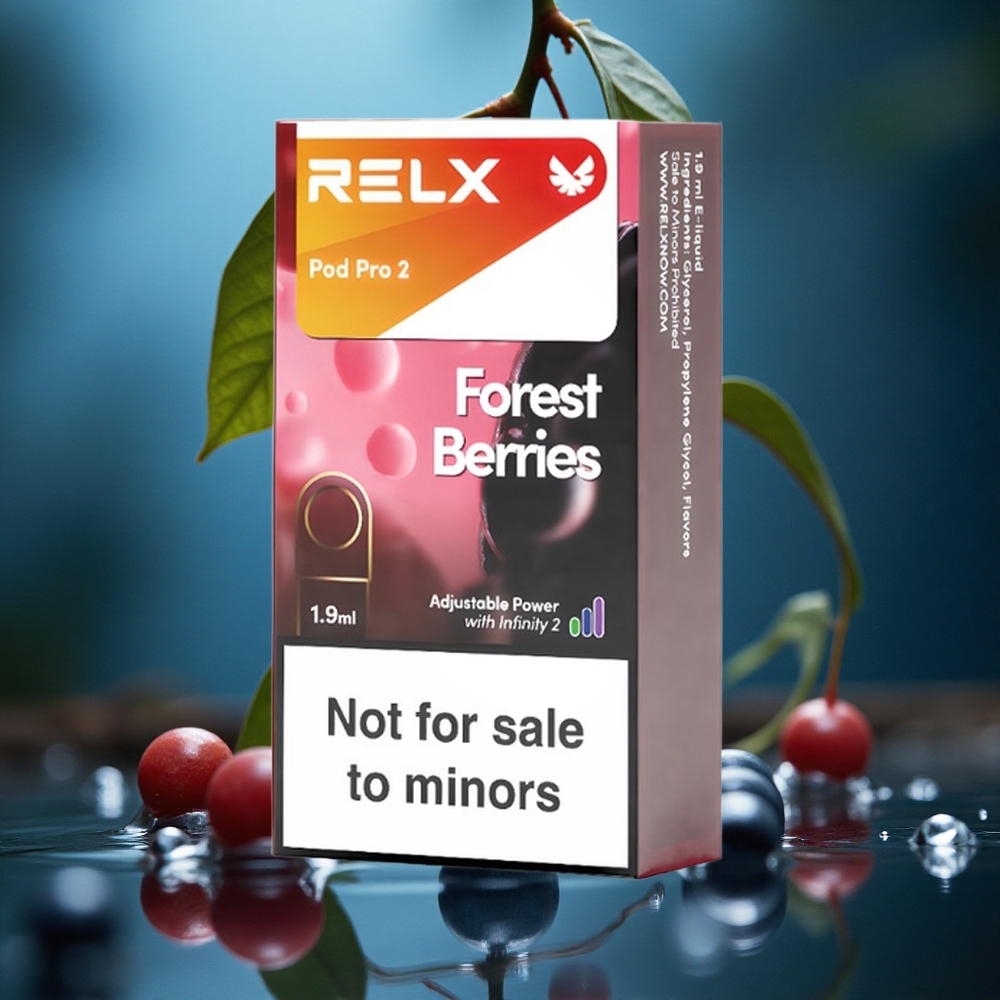 RELX
Pod Pro 2
Forest
Berries
1.9ml
Adjustable Power
with Infinity 2
Not for sale
to minors
1.9 ml E-liquid
Ingredients: Glycerol, Propylene Glycol, Flavors
Sale to Minors Prohibited
WWW.RELXNOW.COM